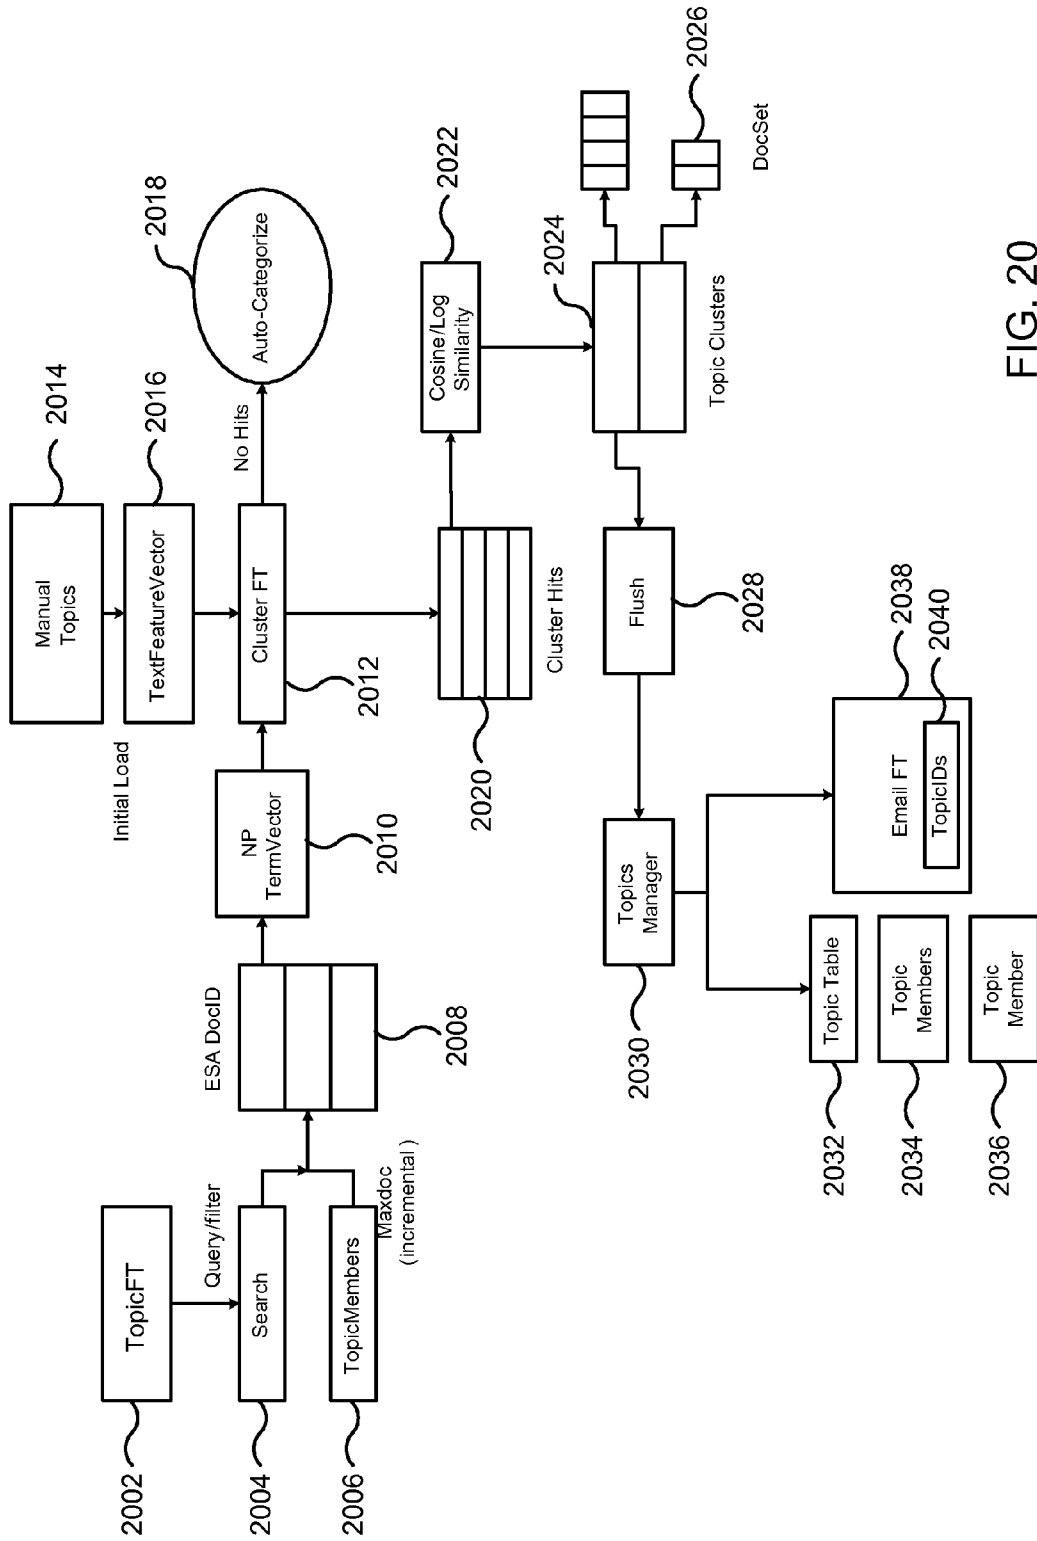 TopicFT
2002
Query/filter
Search
2004
TopicMembers
2006
Maxdoc
(incremental)
ESA DocID
2008
NP
TermVector
2010
Manual
Topics
2014
Initial Load
TextFeatureVector
2016
Cluster FT
2012
No Hits
Auto-Categorize
2018
2020
Cluster Hits
Cosine/Log
Similarity
2022
2024
Topic Clusters
2026
DocSet
Flush
2028
Topics
Manager
2030
Topic Table
2032
Topic
Members
2034
Topic
Member
2036
Email FT
2038
TopicIDs
2040
FIG. 20